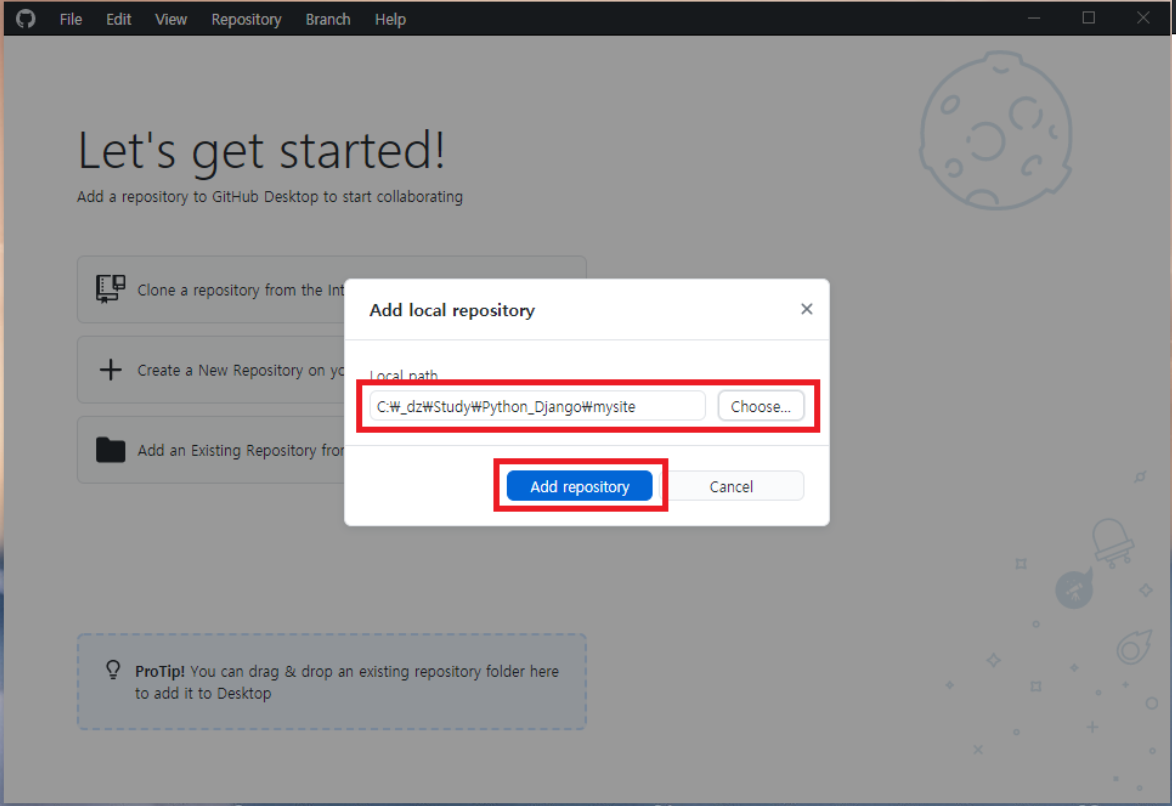 File Edit View Repository Branch Help
Let's get started!
Add a repository to GitHub Desktop to start collaborating
Clone a repository from the Int
Create a New Repository on yo
Add an Existing Repository fror
Add local repository
Local path
C:₩_dz₩Study₩Python_Django₩mysite
Choose...
Add repository
Cancel
ProTip! You can drag & drop an existing repository folder here
to add it to Desktop